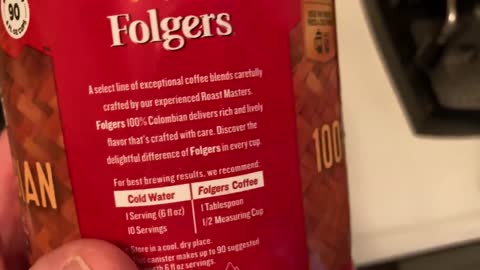 90
6 FL OZ CUPS
Folgers
A select line of exceptional coffee blends carefully
crafted by our experienced Roast Masters.
Folgers 100% Colombian delivers rich and lively
flavor that's crafted with care. Discover the
delightful difference of Folgers in every cup.
For best brewing results, we recommend:
Cold Water Folgers Coffee
1 Serving (6 fl oz) 1 Tablespoon
10 Servings 1/2 Measuring Cup
Store in a cool, dry place.
canister makes up to 90 suggested
6 fl oz servings.
IAN
100